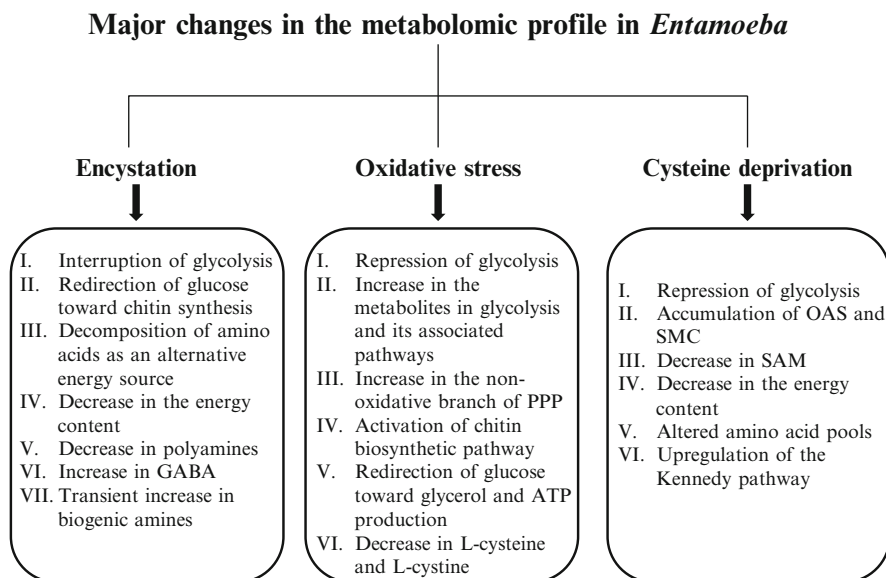 Major changes in the metabolomic profile in Entamoeba
Encystation
I. Interruption of glycolysis
II. Redirection of glucose
toward chitin synthesis
III. Decomposition of amino
acids as an alternative
energy source
IV. Decrease in the energy
content
V. Decrease in polyamines
VI. Increase in GABA
VII. Transient increase in
biogenic amines
Oxidative stress
I. Repression of glycolysis
II. Increase in the
metabolites in glycolysis
and its associated
pathways
III. Increase in the non-
oxidative branch of PPP
IV. Activation of chitin
biosynthetic pathway
V. Redirection of glucose
toward glycerol and ATP
production
VI. Decrease in L-cysteine
and L-cystine
Cysteine deprivation
I. Repression of glycolysis
II. Accumulation of OAS and
SMC
III. Decrease in SAM
IV. Decrease in the energy
content
V. Altered amino acid pools
VI. Upregulation of the
Kennedy pathway